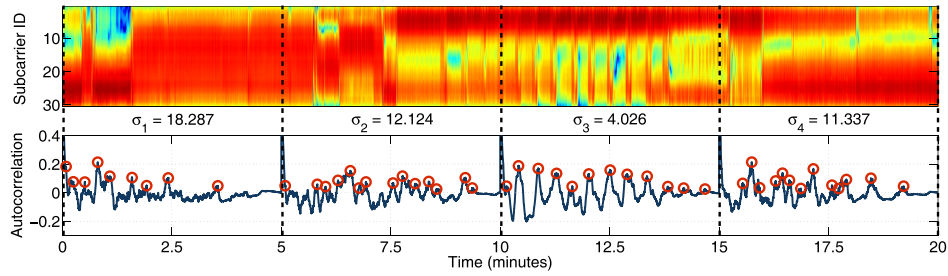 Subcarrier ID
10
20
30
σ1 = 18.287 σ2 = 12.124 σ3 = 4.026 σ4 = 11.337
Autocorrelation
0.4
0.2
0
−0.2
0 2.5 5 7.5 10 12.5 15 17.5 20
Time (minutes)